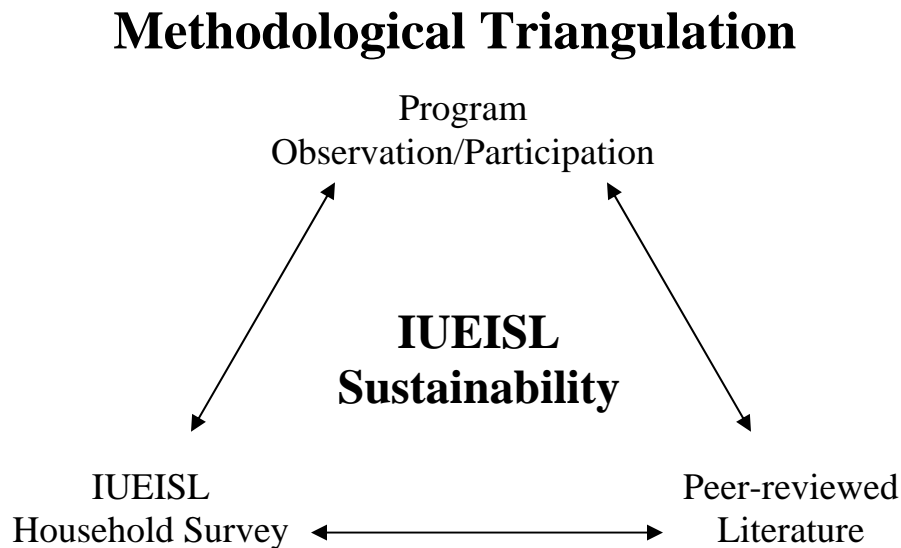 Methodological Triangulation
Program
Observation/Participation
IUEISL
Sustainability
IUEISL
Household Survey
Peer-reviewed
Literature